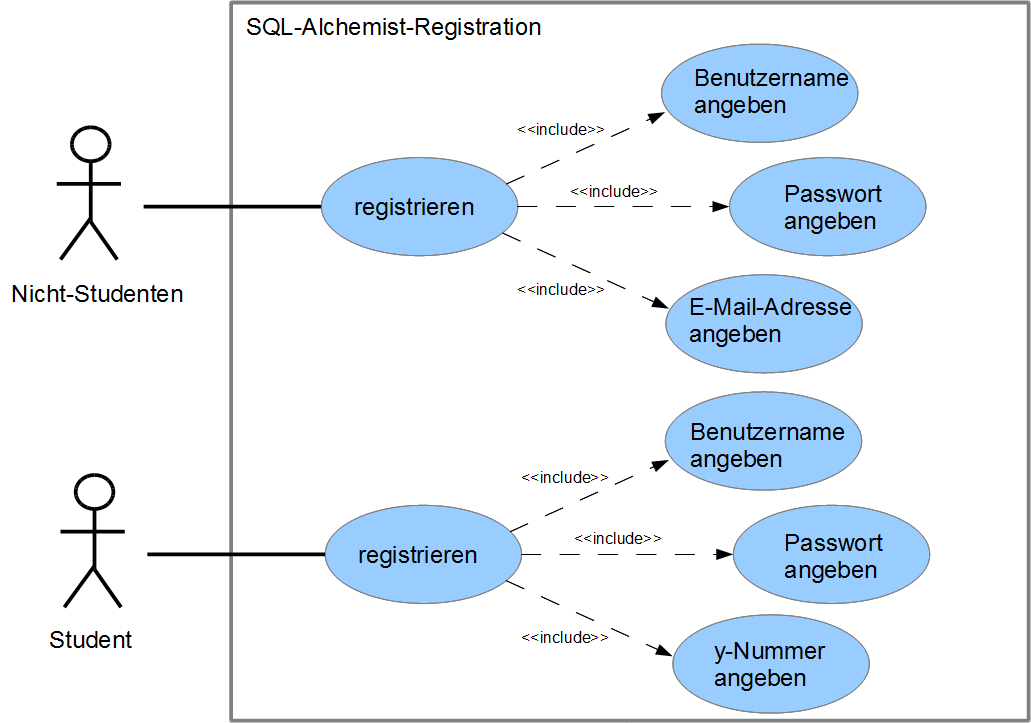 SQL-Alchemist-Registration
Benutzername
angeben
<<include>>
<<include>>
Passwort
angeben
registrieren
<<include>>
Nicht-Studenten
E-Mail-Adresse
angeben
Benutzername
angeben
<<include>>
<<include>>
Passwort
angeben
registrieren
<<include>>
Student
y-Nummer
angeben